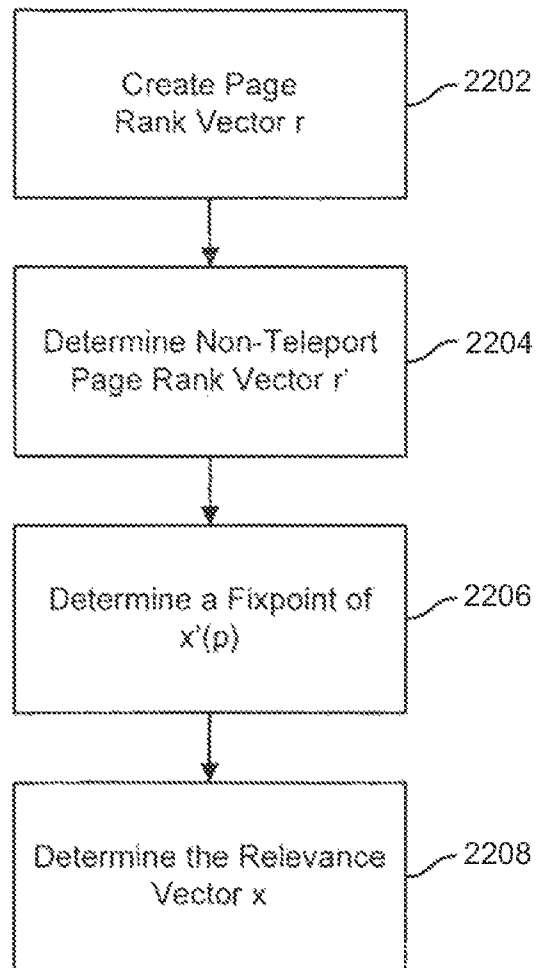 Create Page
Rank Vector r
2202
Determine Non-Teleport
Page Rank Vector r'
2204
Determine a Fixpoint of
x'(p)
2206
Determine the Relevance
Vector x
2208